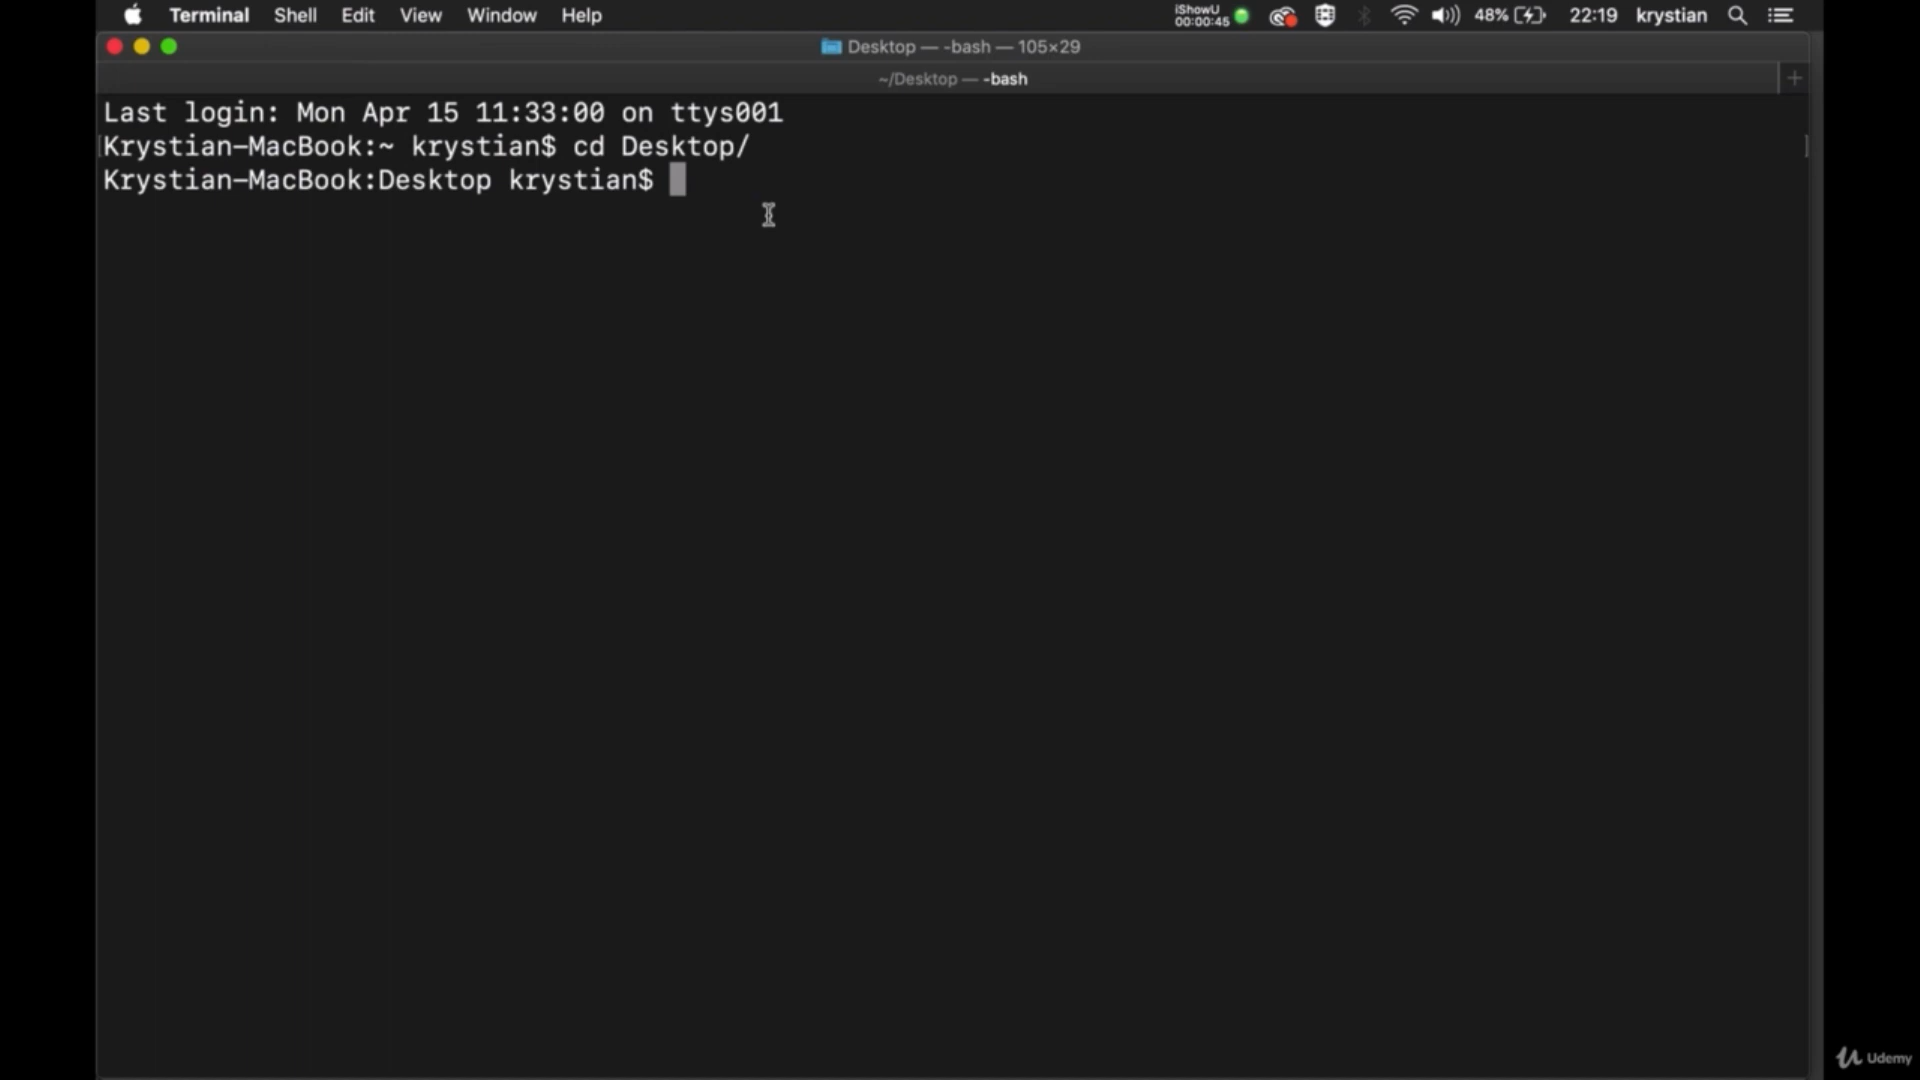 Terminal Shell Edit View Window Help iShowU 00:00:45 48% 22:19 krystian
Desktop — -bash — 105×29
~/Desktop — -bash
Last login: Mon Apr 15 11:33:00 on ttys001
Krystian-MacBook:~ krystian$ cd Desktop/
Krystian-MacBook:Desktop krystian$
Udemy